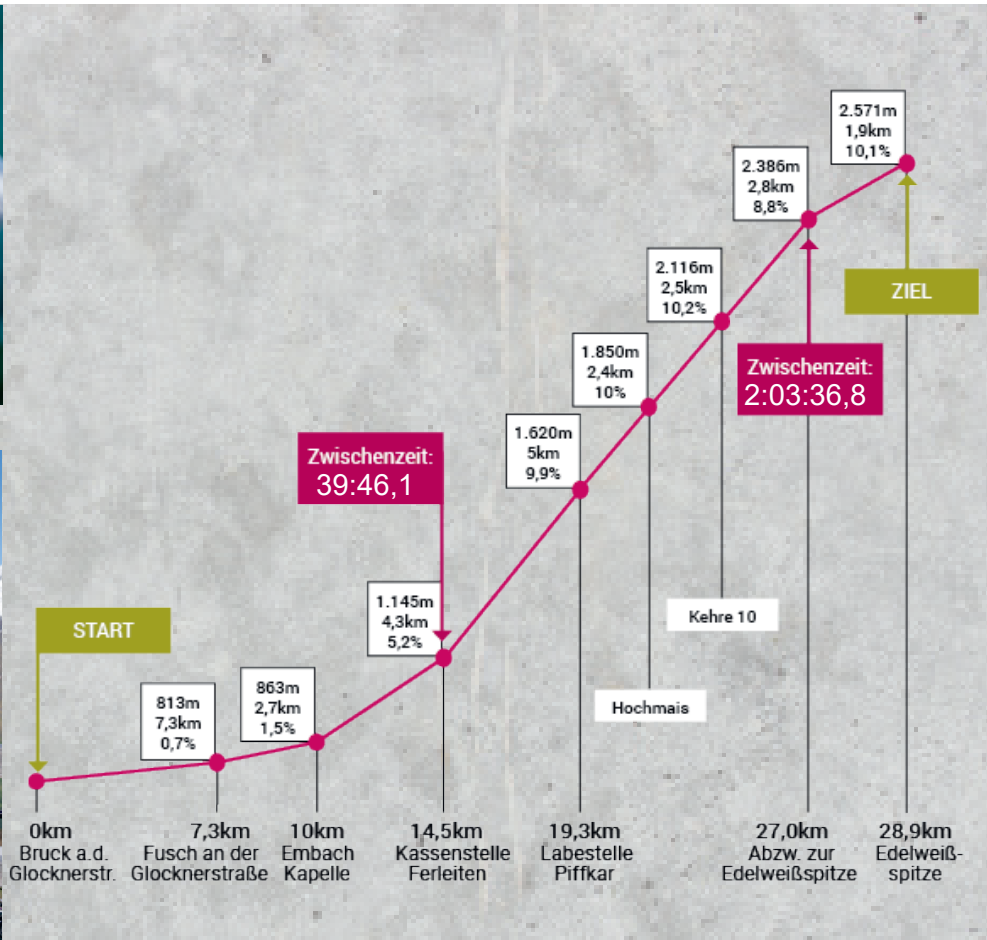 2.571m
1,9km
10,1%
2.386m
2,8km
8,8%
ZIEL
2.116m
2,5km
10,2%
1.850m
2,4km
10%
Zwischenzeit:
2:03:36,8
1.620m
5km
9,9%
Zwischenzeit:
39:46,1
1.145m
4,3km
5,2%
START
Kehre 10
813m
7,3km
0,7%
863m
2,7km
1,5%
Hochmais
0km
Bruck a.d.
Glocknerstr.
7,3km
Fusch an der
Glocknerstraße
10km
Embach
Kapelle
14,5km
Kassenstelle
Ferleiten
19,3km
Labestelle
Piffkar
27,0km
Abzw. zur
Edelweißspitze
28,9km
Edelweiß-
spitze